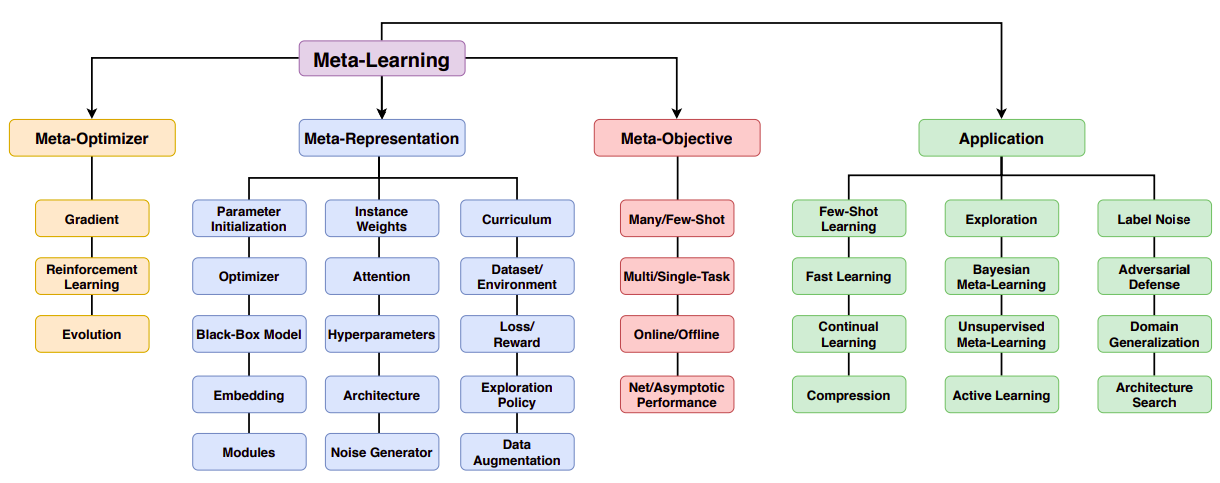 Meta-Learning
Meta-Optimizer
Meta-Representation
Meta-Objective
Application
Gradient
Reinforcement
Learning
Evolution
Parameter
Initialization
Optimizer
Black-Box Model
Embedding
Modules
Instance
Weights
Attention
Hyperparameters
Architecture
Noise Generator
Curriculum
Dataset/
Environment
Loss/
Reward
Exploration
Policy
Data
Augmentation
Many/Few-Shot
Multi/Single-Task
Online/Offline
Net/Asymptotic
Performance
Few-Shot
Learning
Fast Learning
Continual
Learning
Compression
Exploration
Bayesian
Meta-Learning
Unsupervised
Meta-Learning
Active Learning
Label Noise
Adversarial
Defense
Domain
Generalization
Architecture
Search